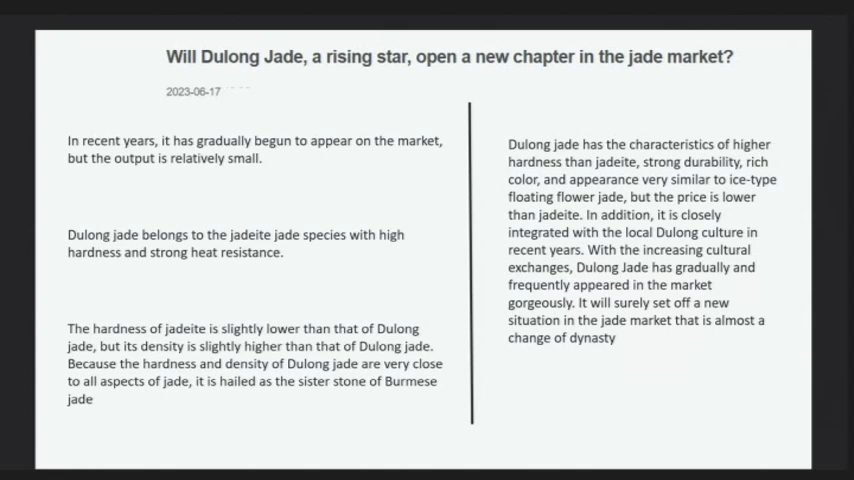 Will Dulong Jade, a rising star, open a new chapter in the jade market?
2023-06-17
In recent years, it has gradually begun to appear on the market,
but the output is relatively small.
Dulong jade belongs to the jadeite jade species with high
hardness and strong heat resistance.
The hardness of jadeite is slightly lower than that of Dulong
jade, but its density is slightly higher than that of Dulong jade.
Because the hardness and density of Dulong jade are very close
to all aspects of jade, it is hailed as the sister stone of Burmese
jade
Dulong jade has the characteristics of higher
hardness than jadeite, strong durability, rich
color, and appearance very similar to ice-type
floating flower jade, but the price is lower
than jadeite. In addition, it is closely
integrated with the local Dulong culture in
recent years. With the increasing cultural
exchanges, Dulong Jade has gradually and
frequently appeared in the market
gorgeously. It will surely set off a new
situation in the jade market that is almost a
change of dynasty